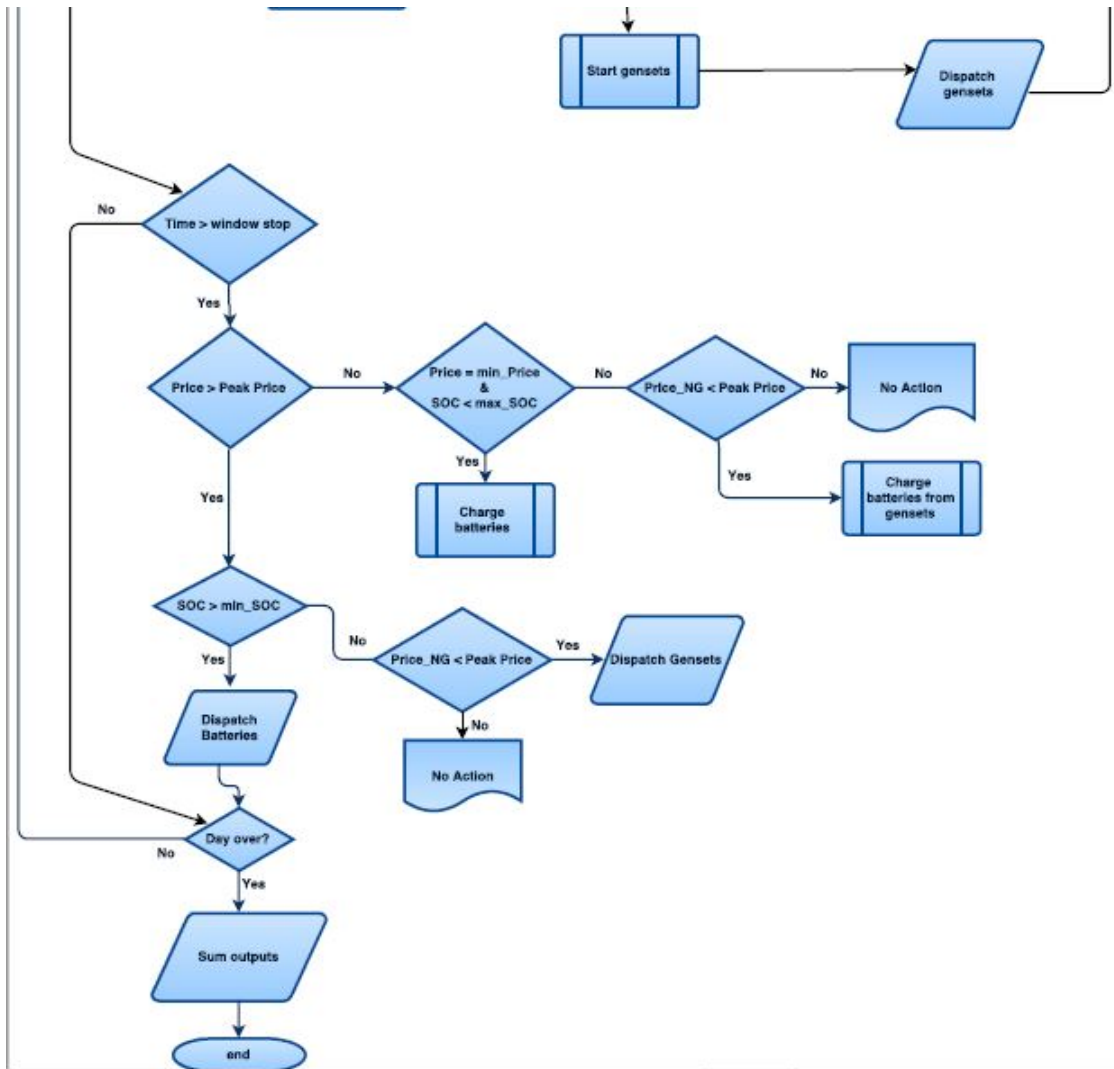 Start gensets
Dispatch
gensets
No
Time > window stop
Yes
Price > Peak Price
No
Price = min_Price
&
SOC < max_SOC
No
Price_NG < Peak Price
No
No Action
Yes
Charge
batteries
Yes
Charge
batteries from
gensets
Yes
SOC > min_SOC
No
Price_NG < Peak Price
Yes
Dispatch Gensets
Yes
Dispatch
Batteries
No
No Action
Day over?
No
Yes
Sum outputs
end